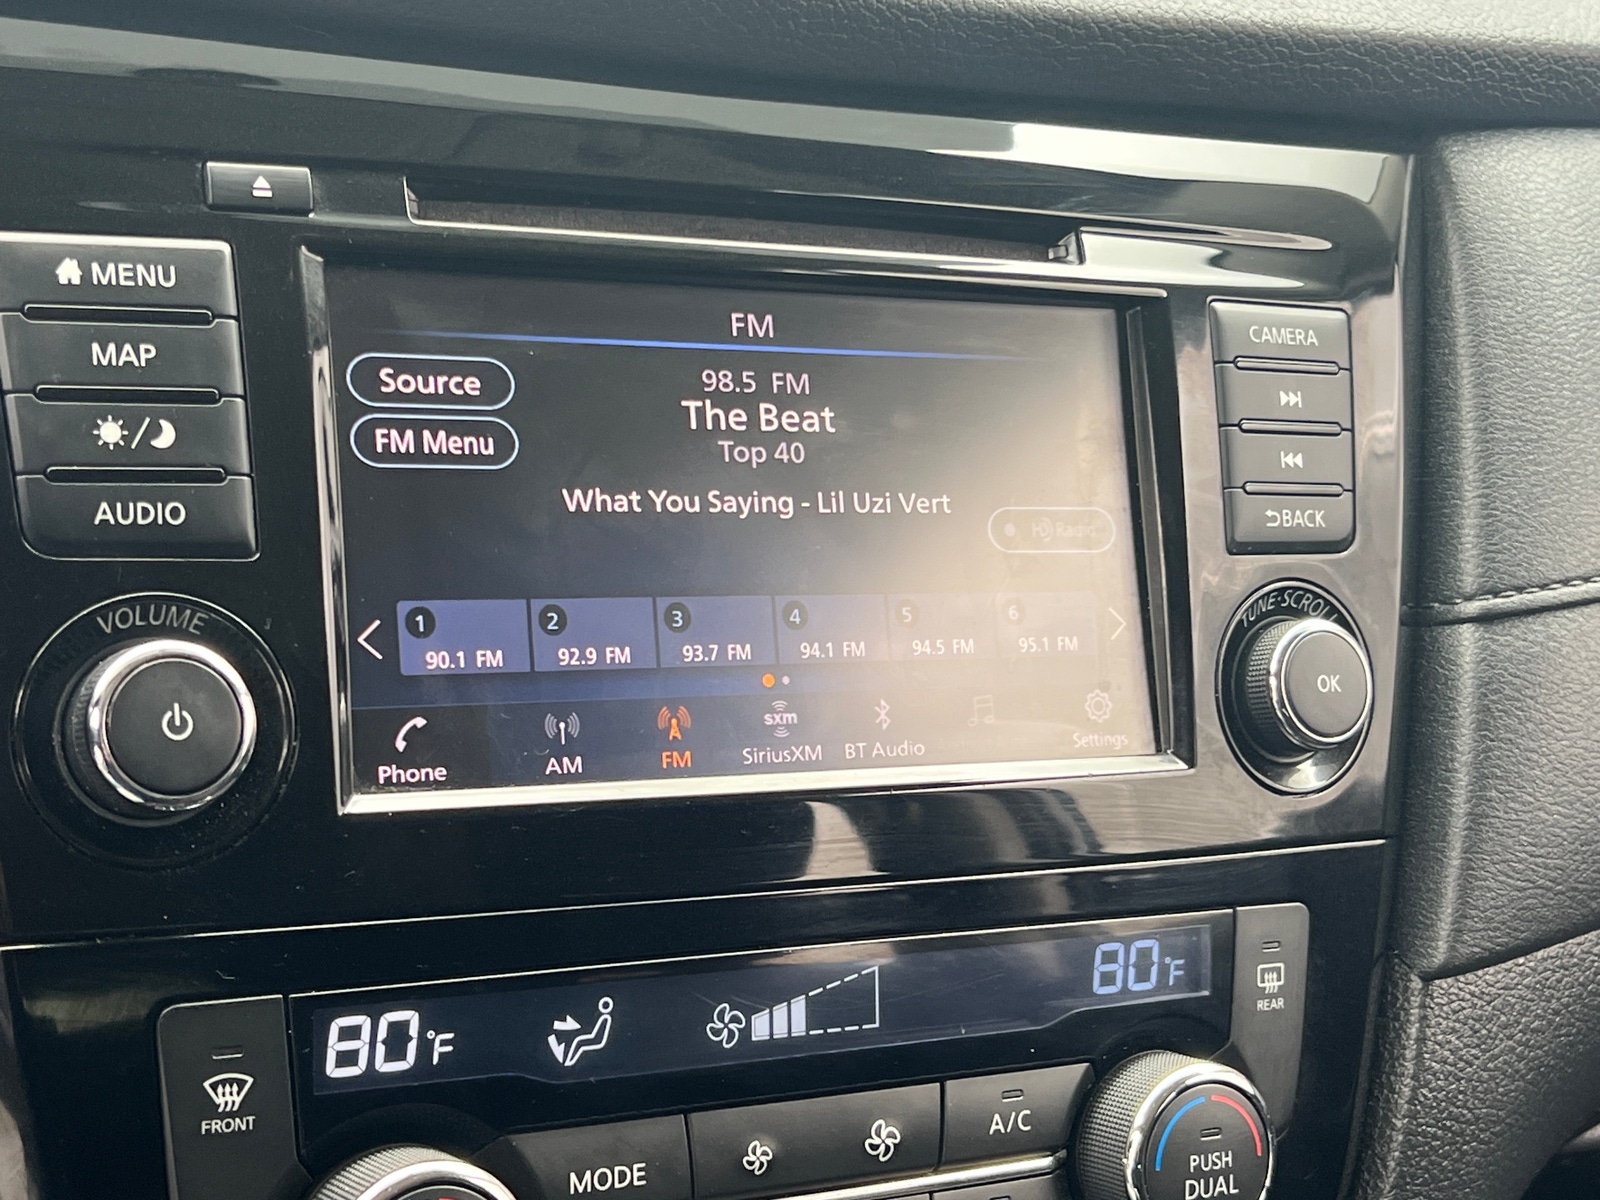 MENU
MAP
AUDIO
VOLUME
FM
Source
FM Menu
98.5 FM
The Beat
Top 40
What You Saying - Lil Uzi Vert
HD Radio
1
90.1 FM
2
92.9 FM
3
93.7 FM
4
94.1 FM
5
94.5 FM
6
95.1 FM
Phone
AM
FM
sxm
SiriusXM
BT Audio
Settings
CAMERA
BACK
TUNE·SCROLL
OK
80°F
80°F
REAR
FRONT
MODE
A/C
PUSH
DUAL